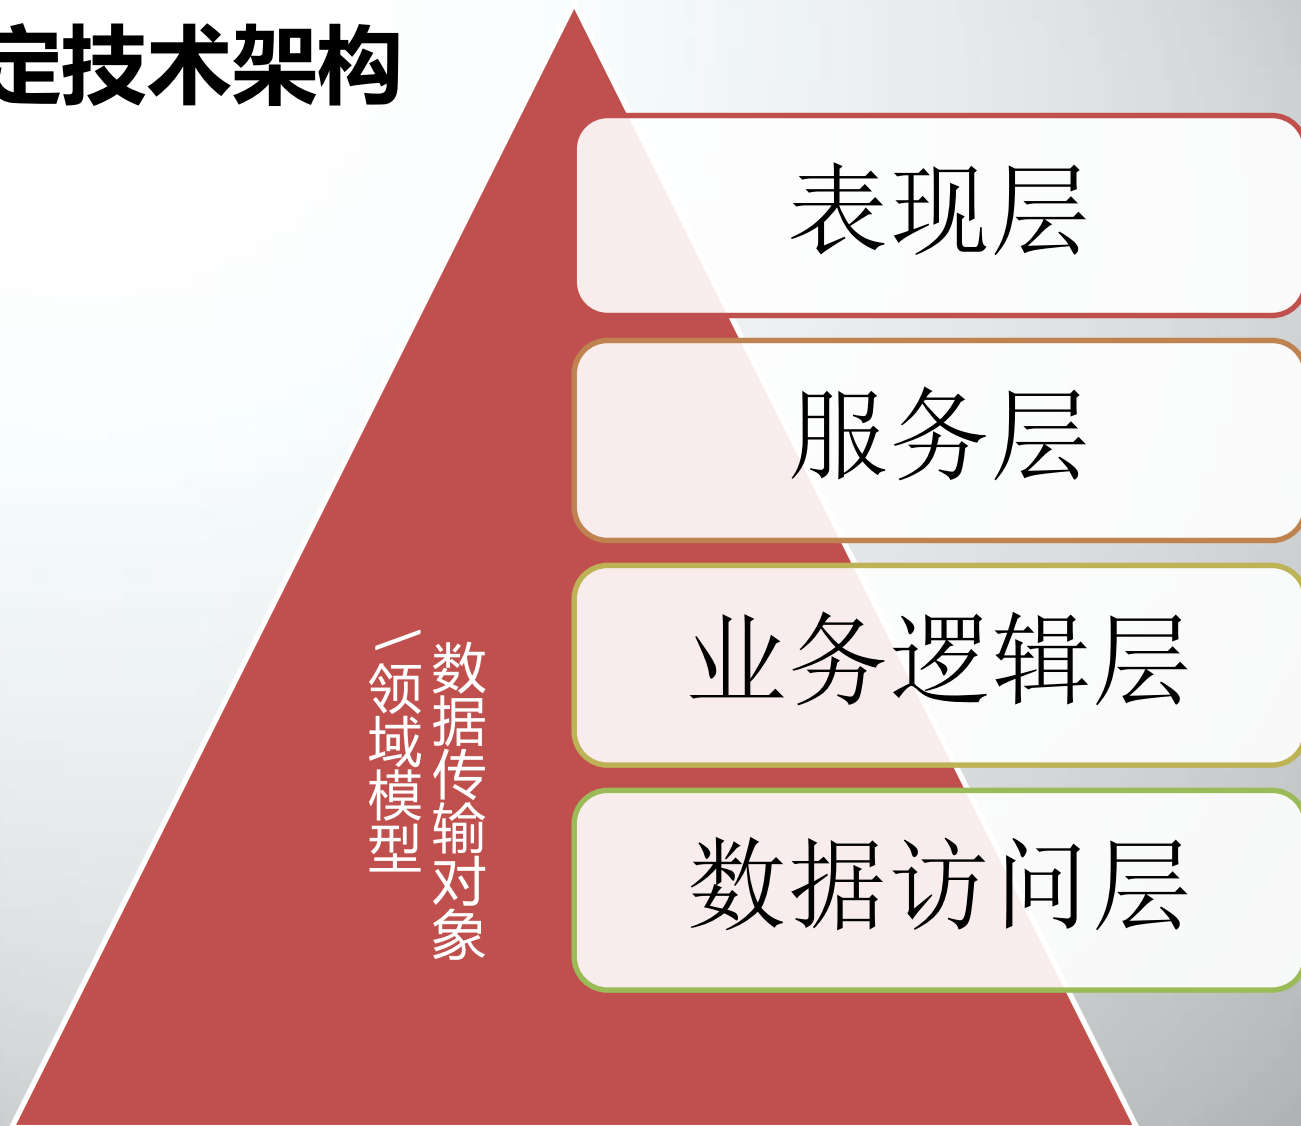 定技术架构
表现层
服务层
业务逻辑层
数据访问层
数据传输对象
/领域模型